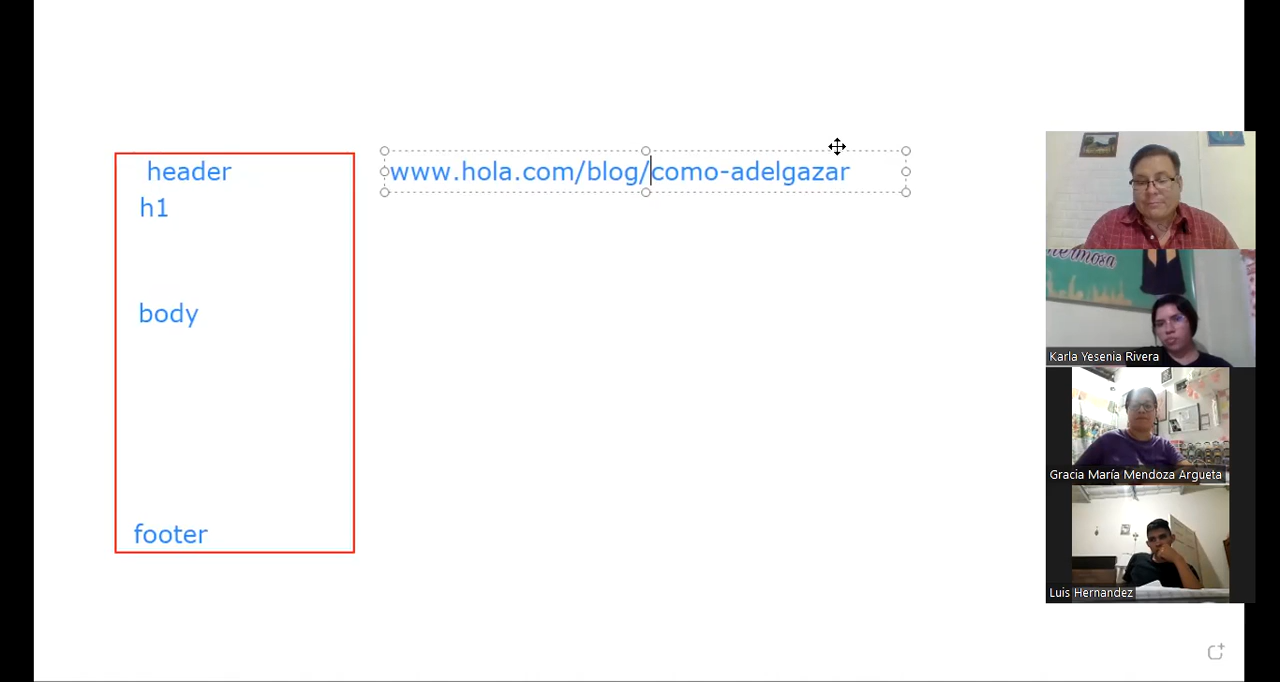 header
www.hola.com/blog/como-adelgazar
h1
body
footer
hermosa
Karla Yesenia Rivera
Gracia María Mendoza Argueta
Luis Hernandez